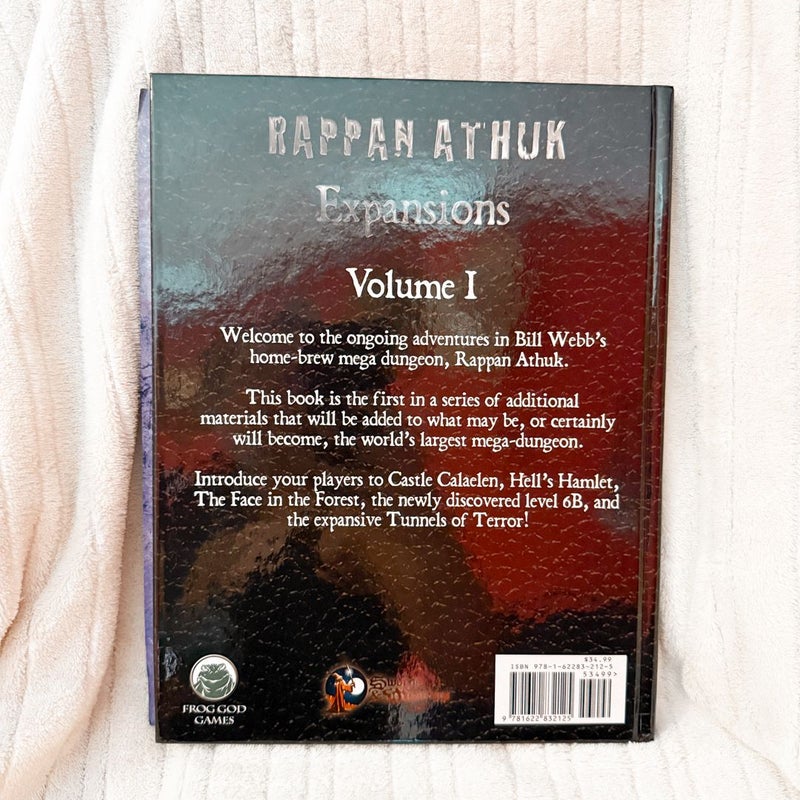 RAPPAN ATHUK
Expansions
Volume I
Welcome to the ongoing adventures in Bill Webb's
home-brew mega dungeon, Rappan Athuk.
This book is the first in a series of additional
materials that will be added to what may be, or certainly
will become, the world's largest mega-dungeon.
Introduce your players to Castle Calaelen, Hell's Hamlet,
The Face in the Forest, the newly discovered level 6B, and
the expansive Tunnels of Terror!
FROG GOD
GAMES
$34.99
ISBN 978-1-62283-212-5
53499>
9 781622 832125